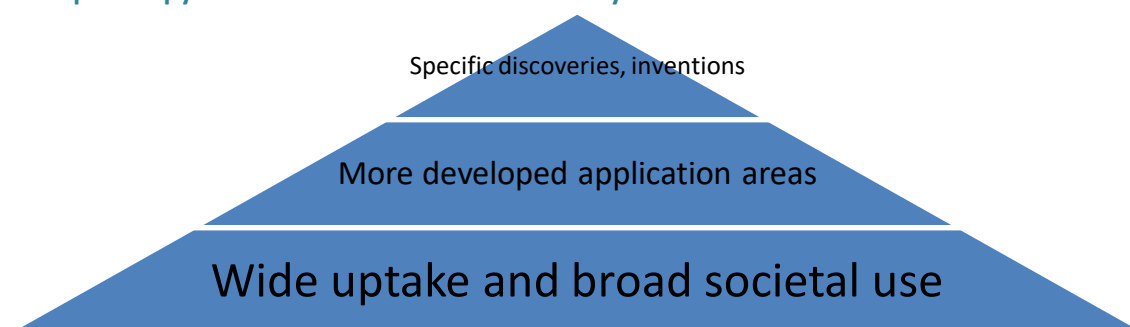 Specific discoveries, inventions
More developed application areas
Wide uptake and broad societal use